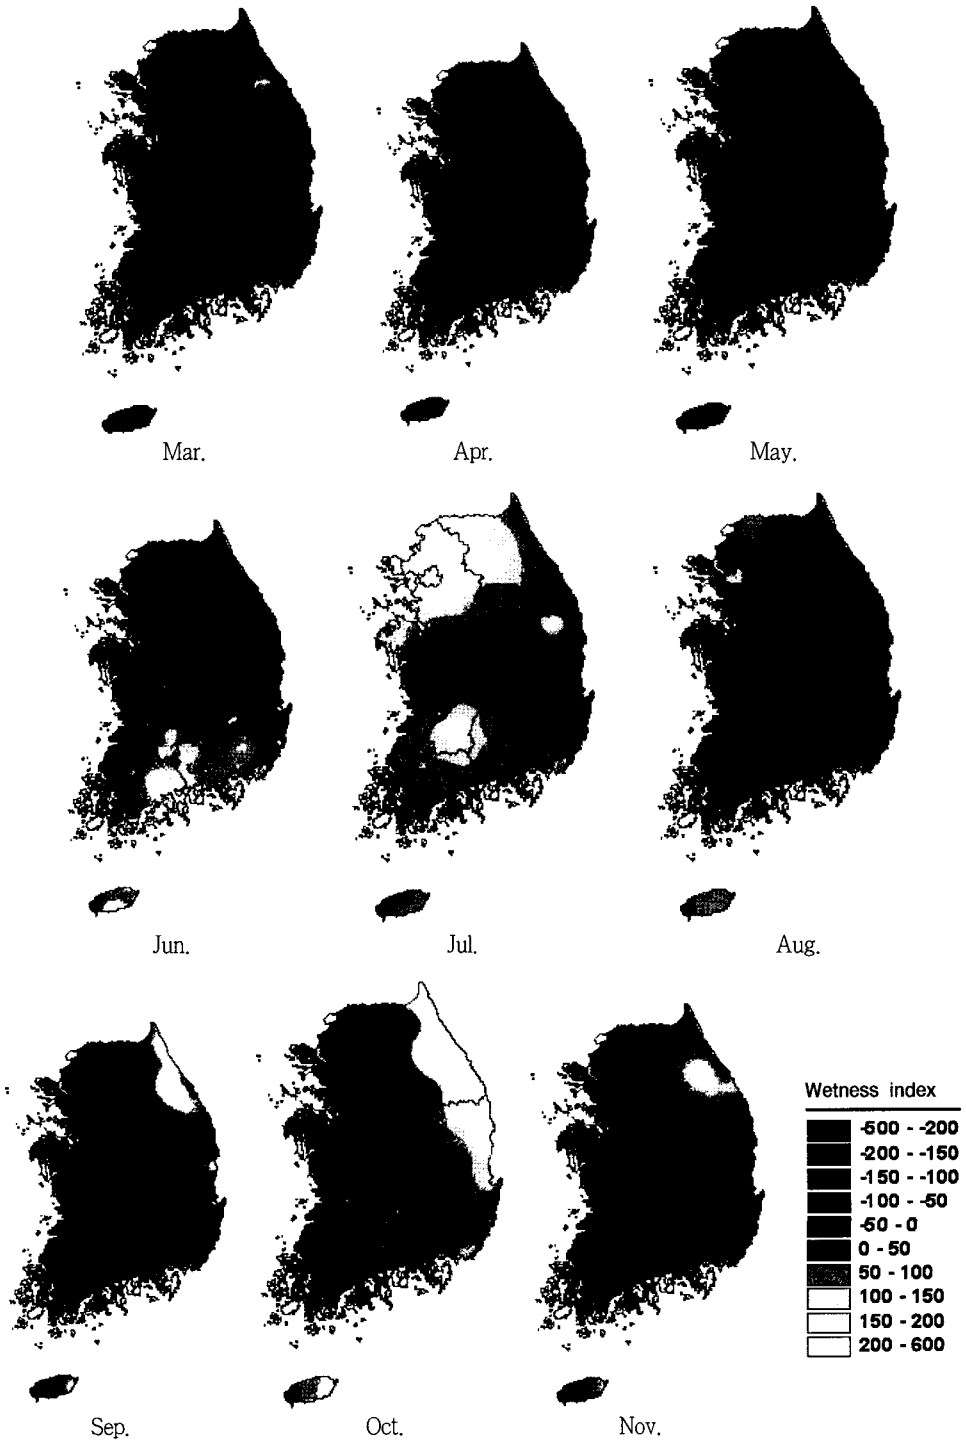 Mar.
Apr.
May.
Jun.
Jul.
Aug.
Wetness index
-500 - -200
-200 - -150
-150 - -100
-100 - -50
-50 - 0
0 - 50
50 - 100
100 - 150
150 - 200
200 - 600
Sep.
Oct.
Nov.